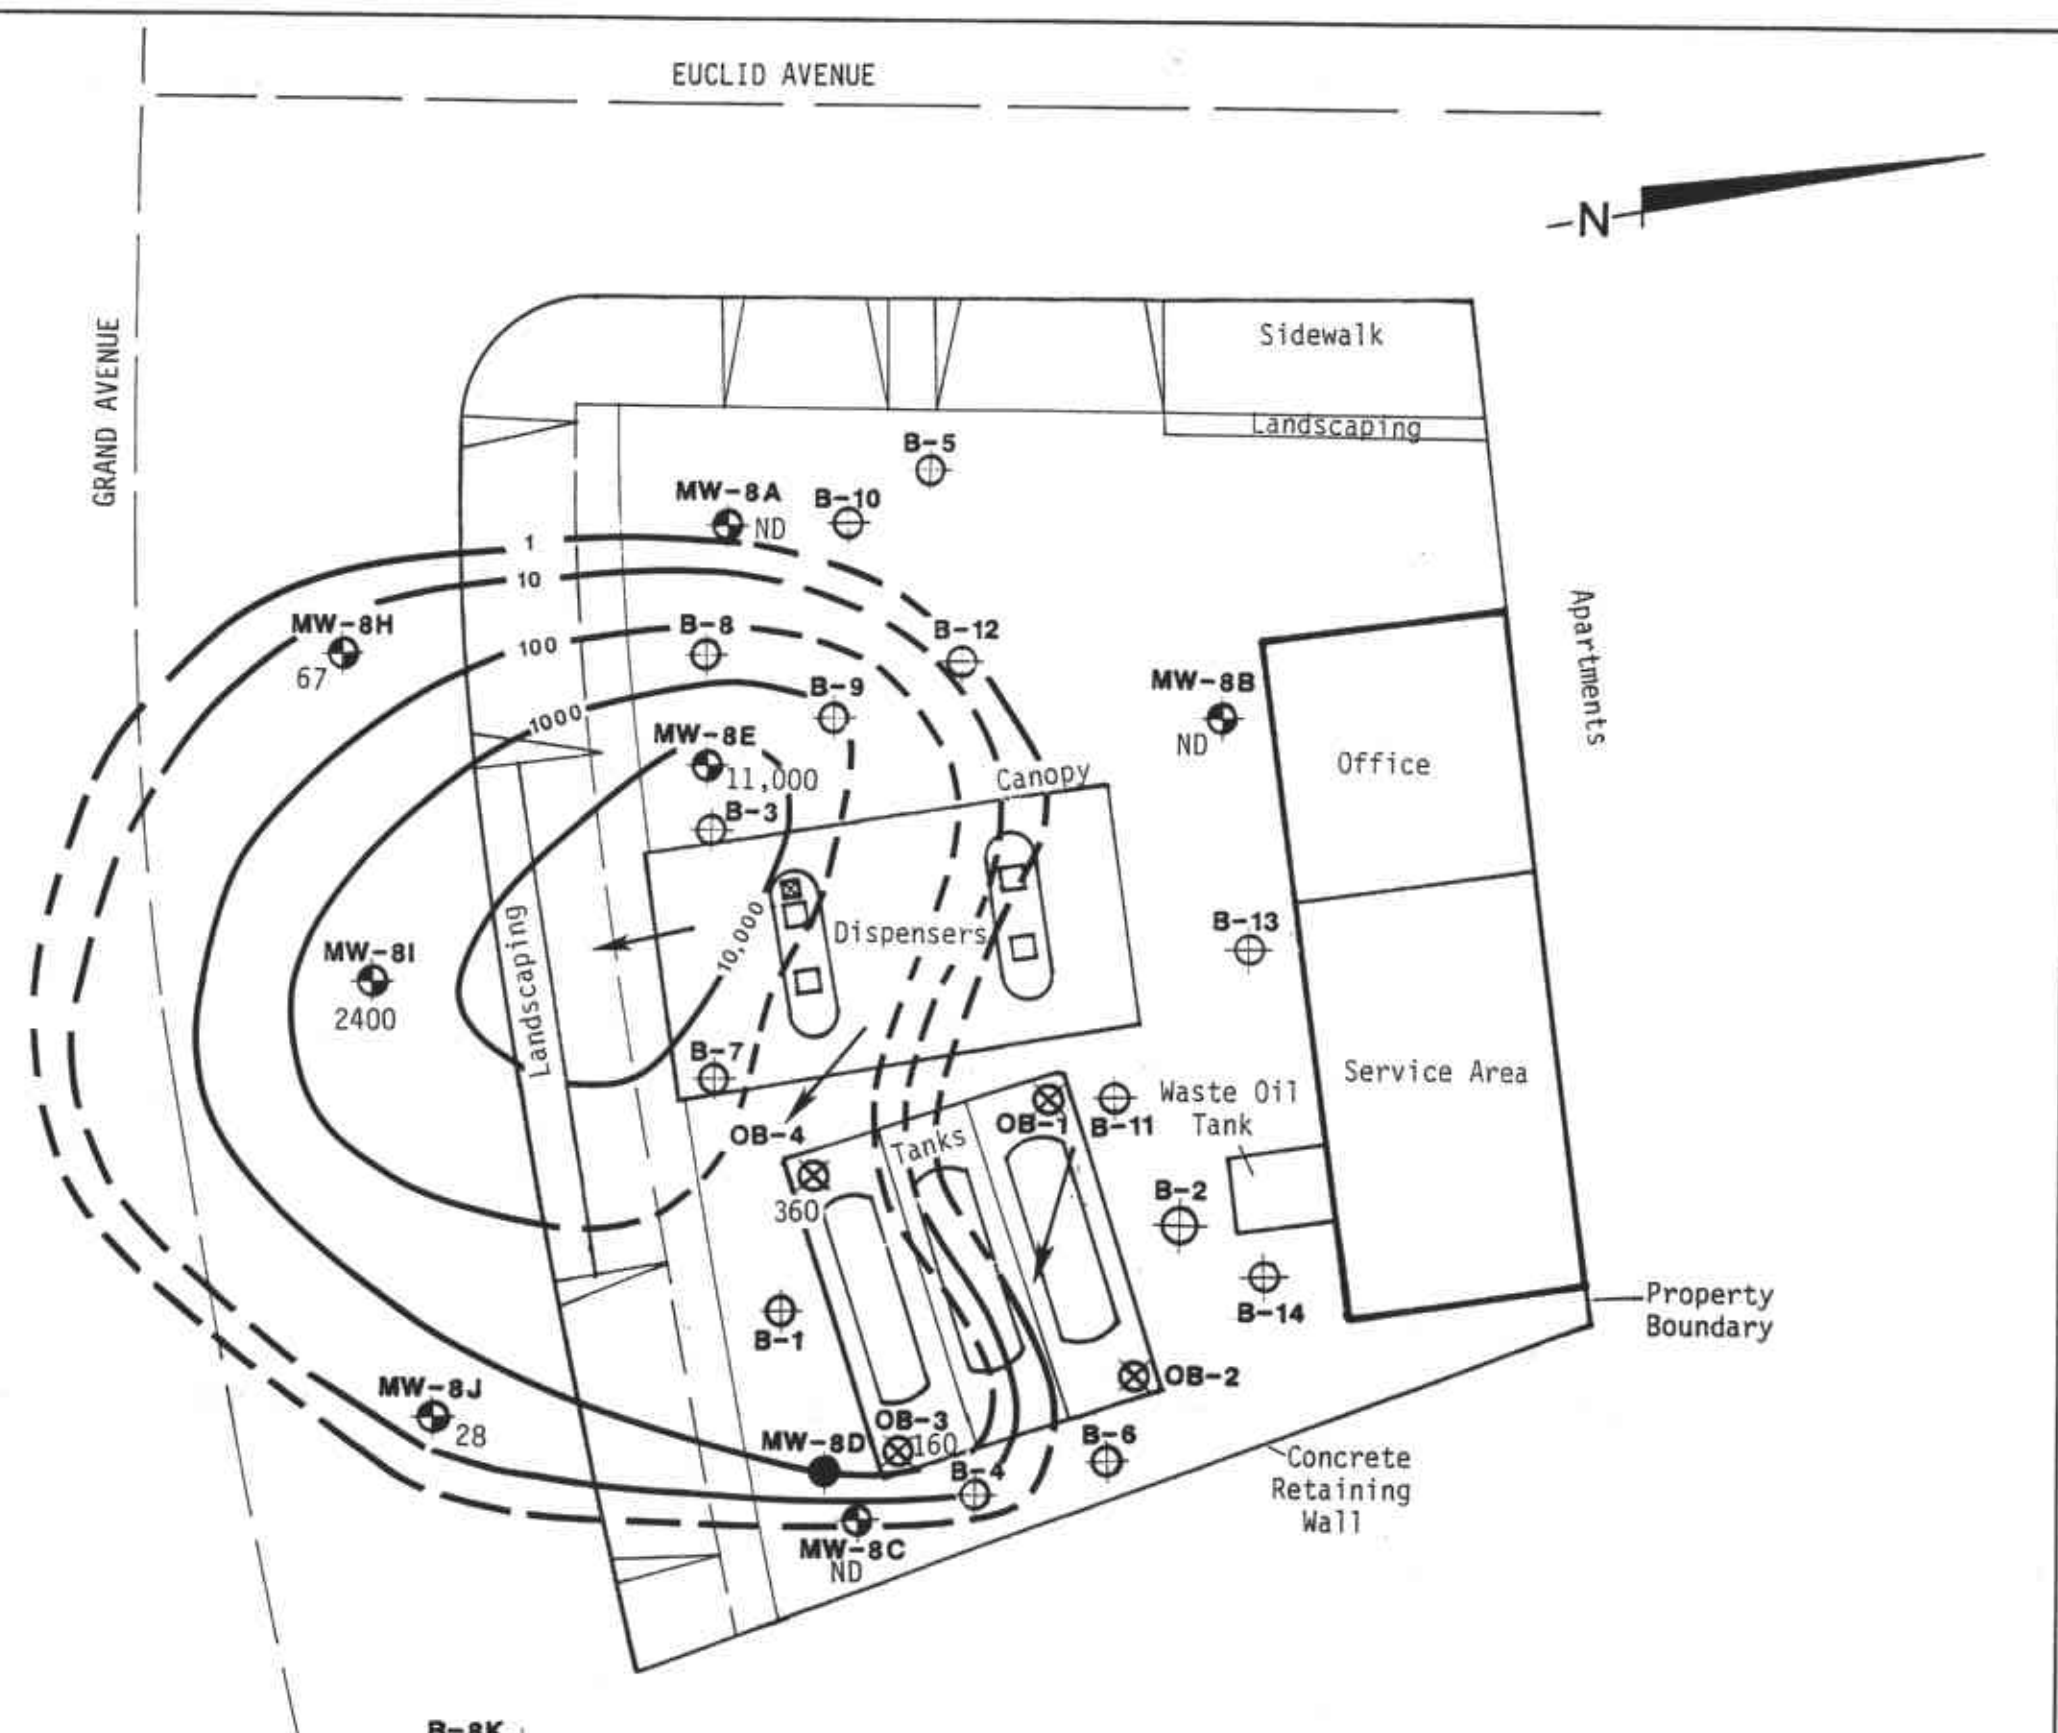 EUCLID AVENUE
N
GRAND AVENUE
Sidewalk
Landscaping
B-5
MW-8A
ND
B-10
1
10
MW-8H
67
100
B-8
B-12
Apartments
MW-8B
ND
B-9
1000
MW-8E
11,000
Canopy
Office
B-3
10,000
Dispensers
Landscaping
B-13
MW-8I
2400
B-7
Service Area
Waste Oil
Tank
OB-4
Tanks
OB-1
B-11
360
B-2
B-14
Property
Boundary
B-1
OB-2
MW-8J
28
OB-3
160
MW-8D
B-6
B-4
Concrete
Retaining
Wall
MW-8C
ND
B-8K